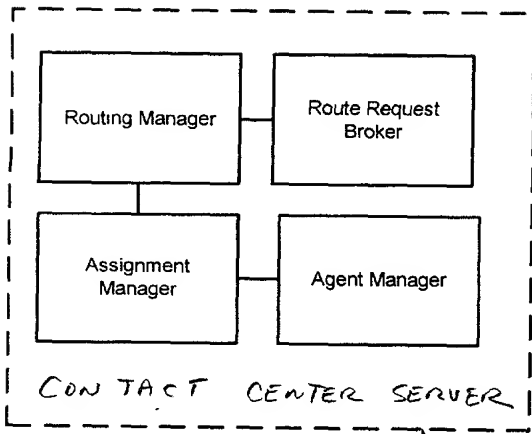 Routing Manager
Route Request
Broker
Assignment
Manager
Agent Manager
CONTACT CENTER SERVER